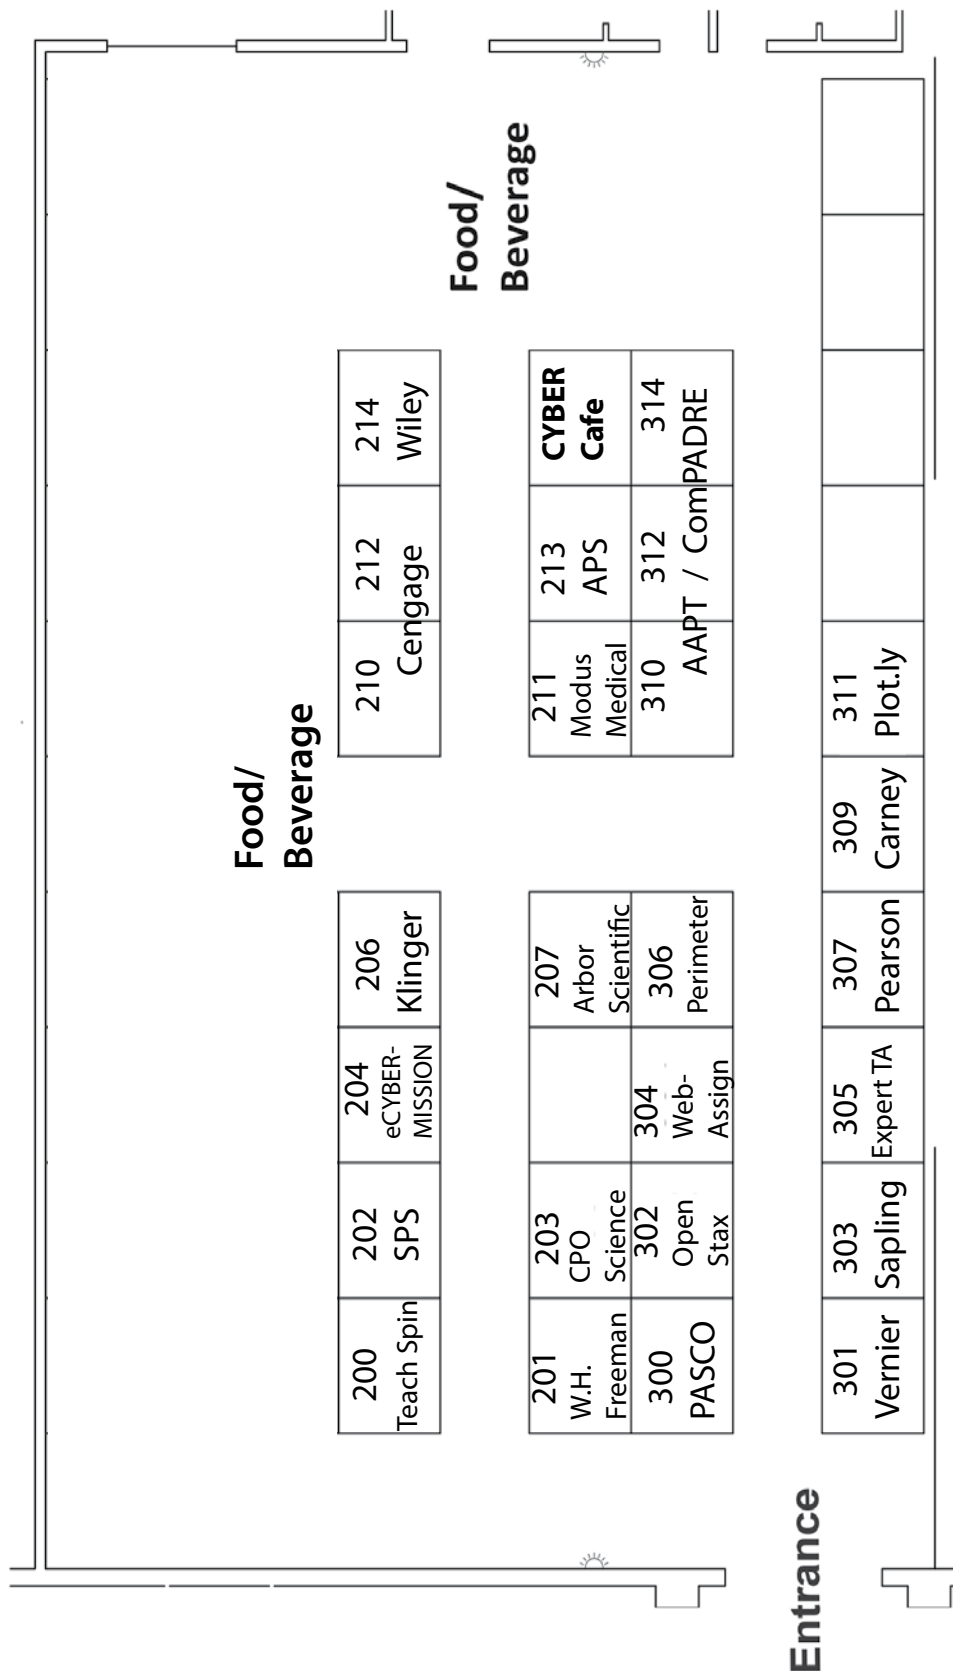 Food/
Beverage
Food/
Beverage
200
Teach Spin
202
SPS
204
eCYBER-
MISSION
206
Klinger
210
212
Cengage
214
Wiley
201
W.H.
Freeman
203
CPO
Science
207
Arbor
Scientific
211
Modus
Medical
213
APS
CYBER
Cafe
300
PASCO
302
Open
Stax
304
Web-
Assign
306
Perimeter
310
312
314
AAPT / ComPADRE
301
Vernier
303
Sapling
305
Expert TA
307
Pearson
309
Carney
311
Plot.ly
Entrance